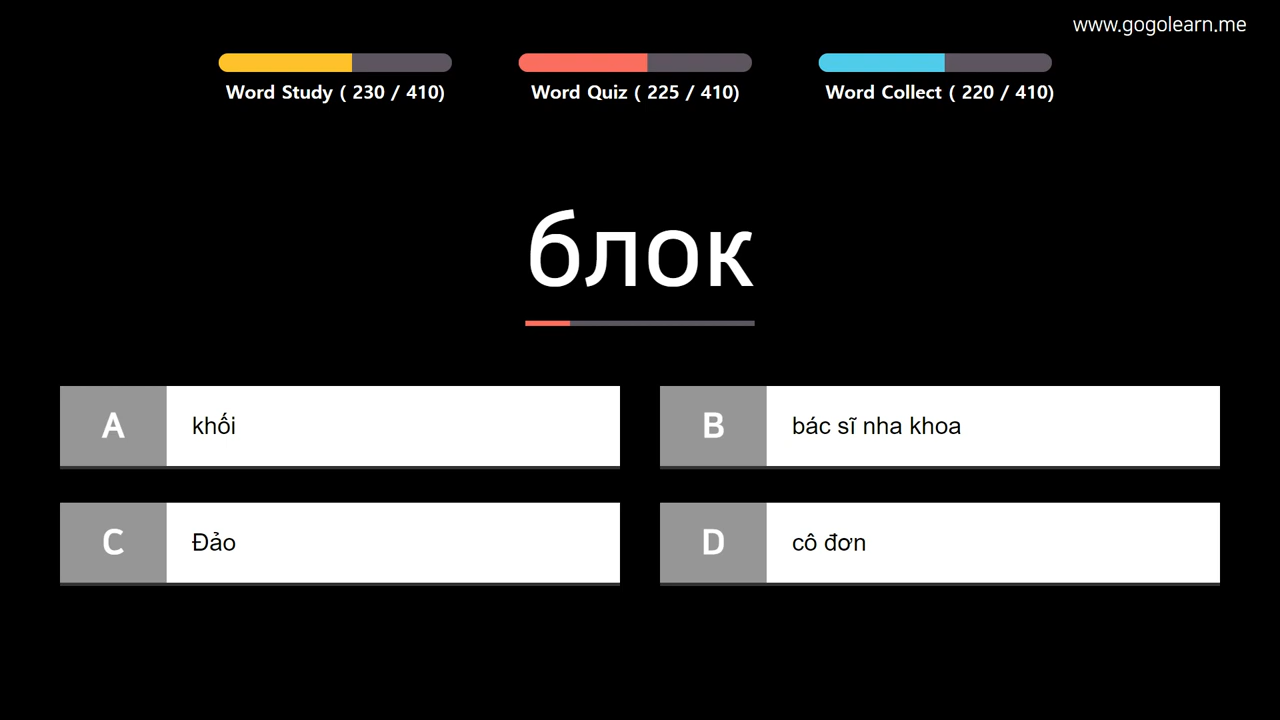 www.gogolearn.me
Word Study ( 230 / 410)
Word Quiz ( 225 / 410)
Word Collect ( 220 / 410)
блок
A khối
B bác sĩ nha khoa
C Đảo
D cô đơn